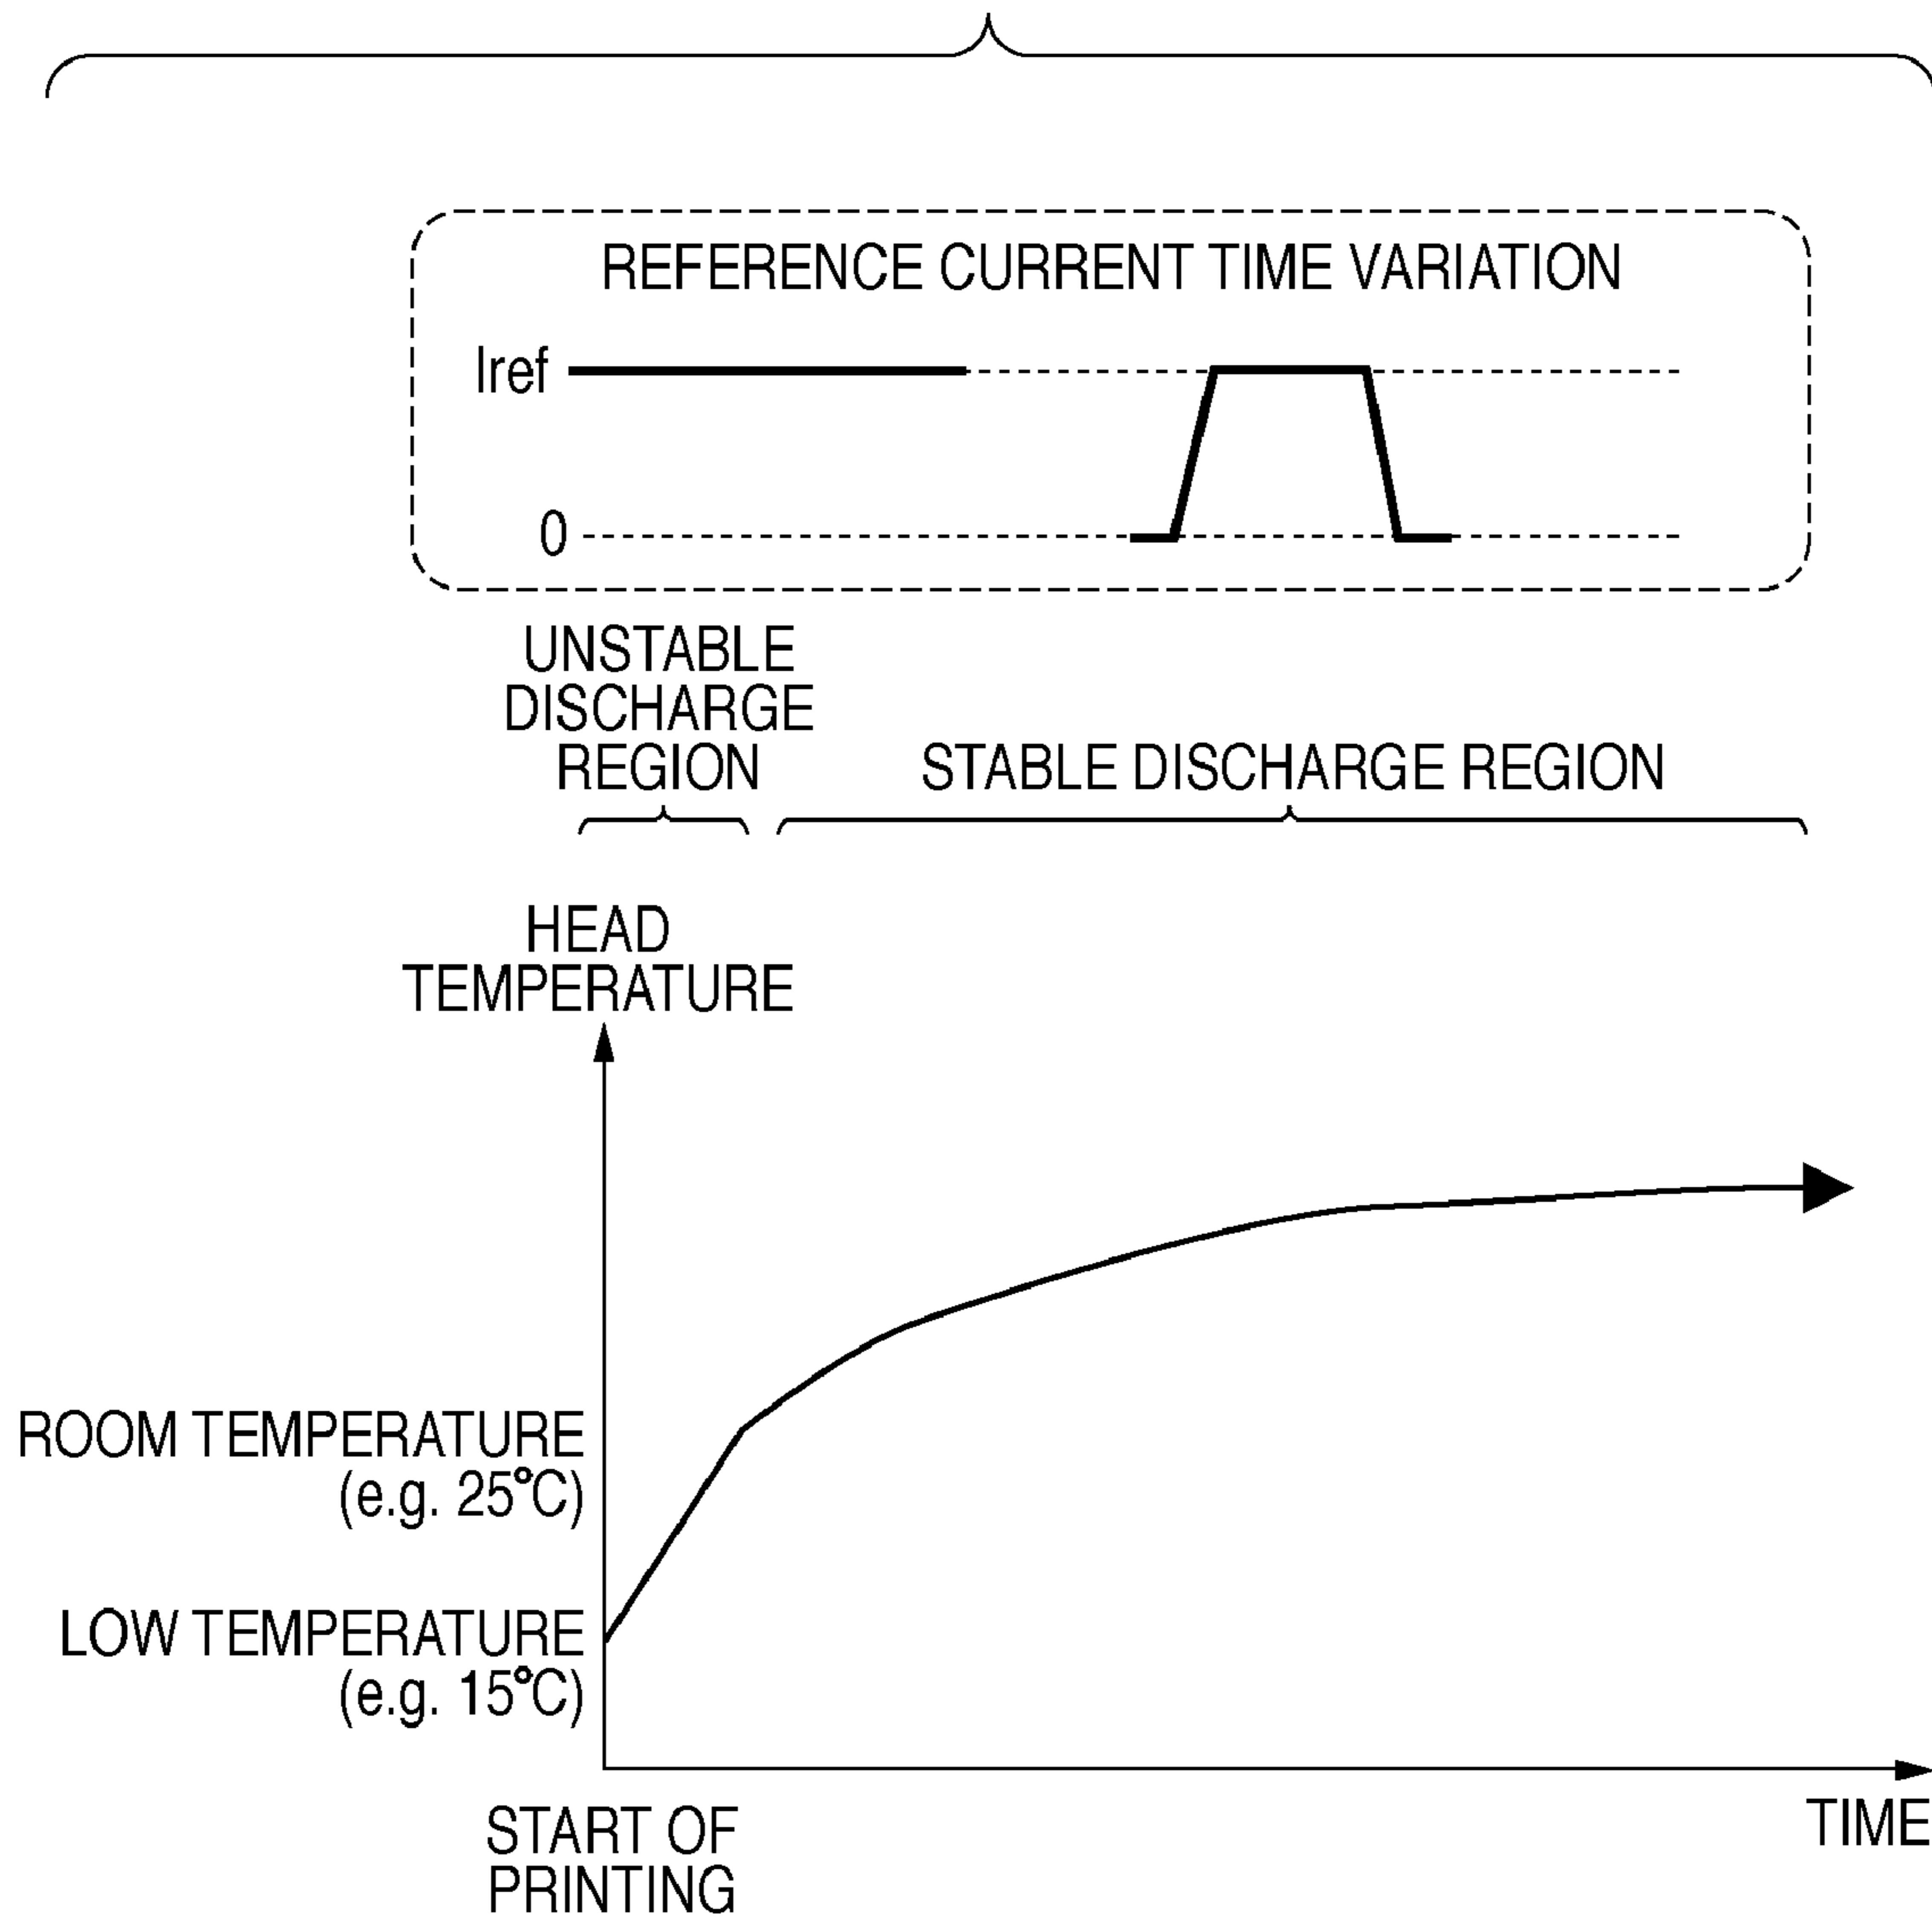 REFERENCE CURRENT TIME VARIATION
Iref
0
UNSTABLE
DISCHARGE
REGION
STABLE DISCHARGE REGION
HEAD
TEMPERATURE
ROOM TEMPERATURE
(e.g. 25°C)
LOW TEMPERATURE
(e.g. 15°C)
START OF
PRINTING
TIME